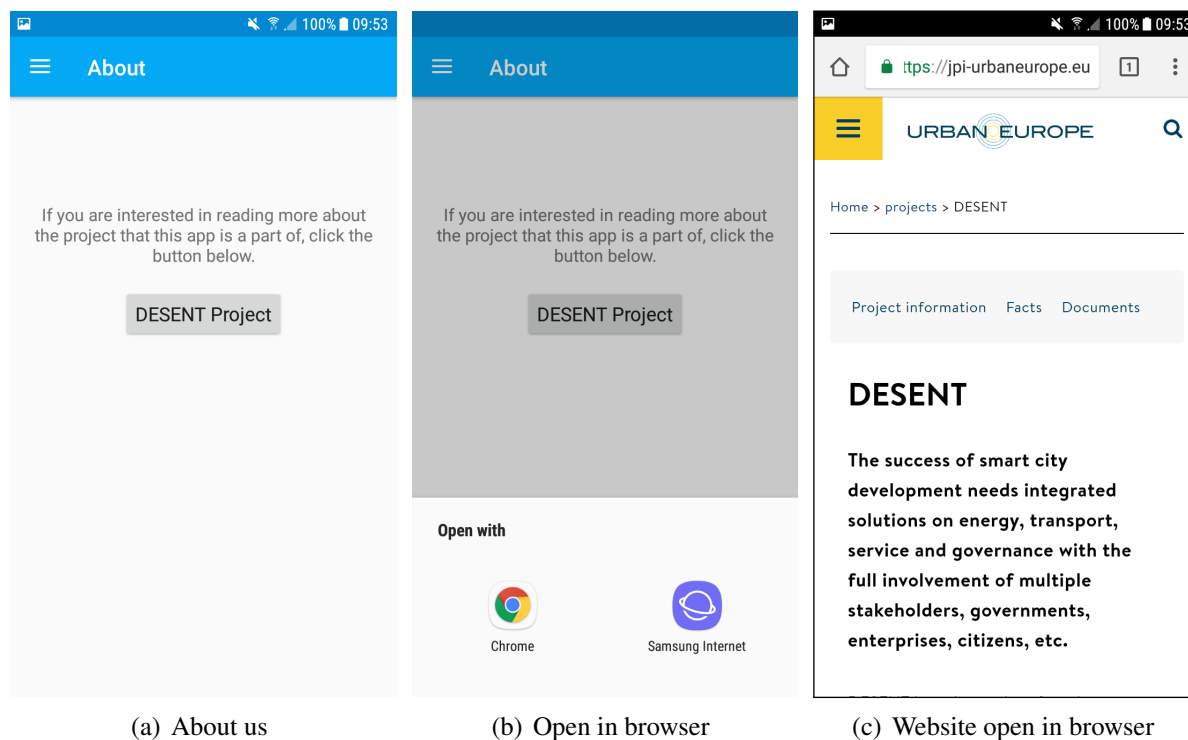 100% 09:53
About
If you are interested in reading more about
the project that this app is a part of, click the
button below.
DESENT Project
About
If you are interested in reading more about
the project that this app is a part of, click the
button below.
DESENT Project
Open with
Chrome
Samsung Internet
100% 09:53
ttps://jpi-urbaneurope.eu
1
URBAN EUROPE
Home > projects > DESENT
Project information Facts Documents
DESENT
The success of smart city
development needs integrated
solutions on energy, transport,
service and governance with the
full involvement of multiple
stakeholders, governments,
enterprises, citizens, etc.
(a) About us
(b) Open in browser
(c) Website open in browser